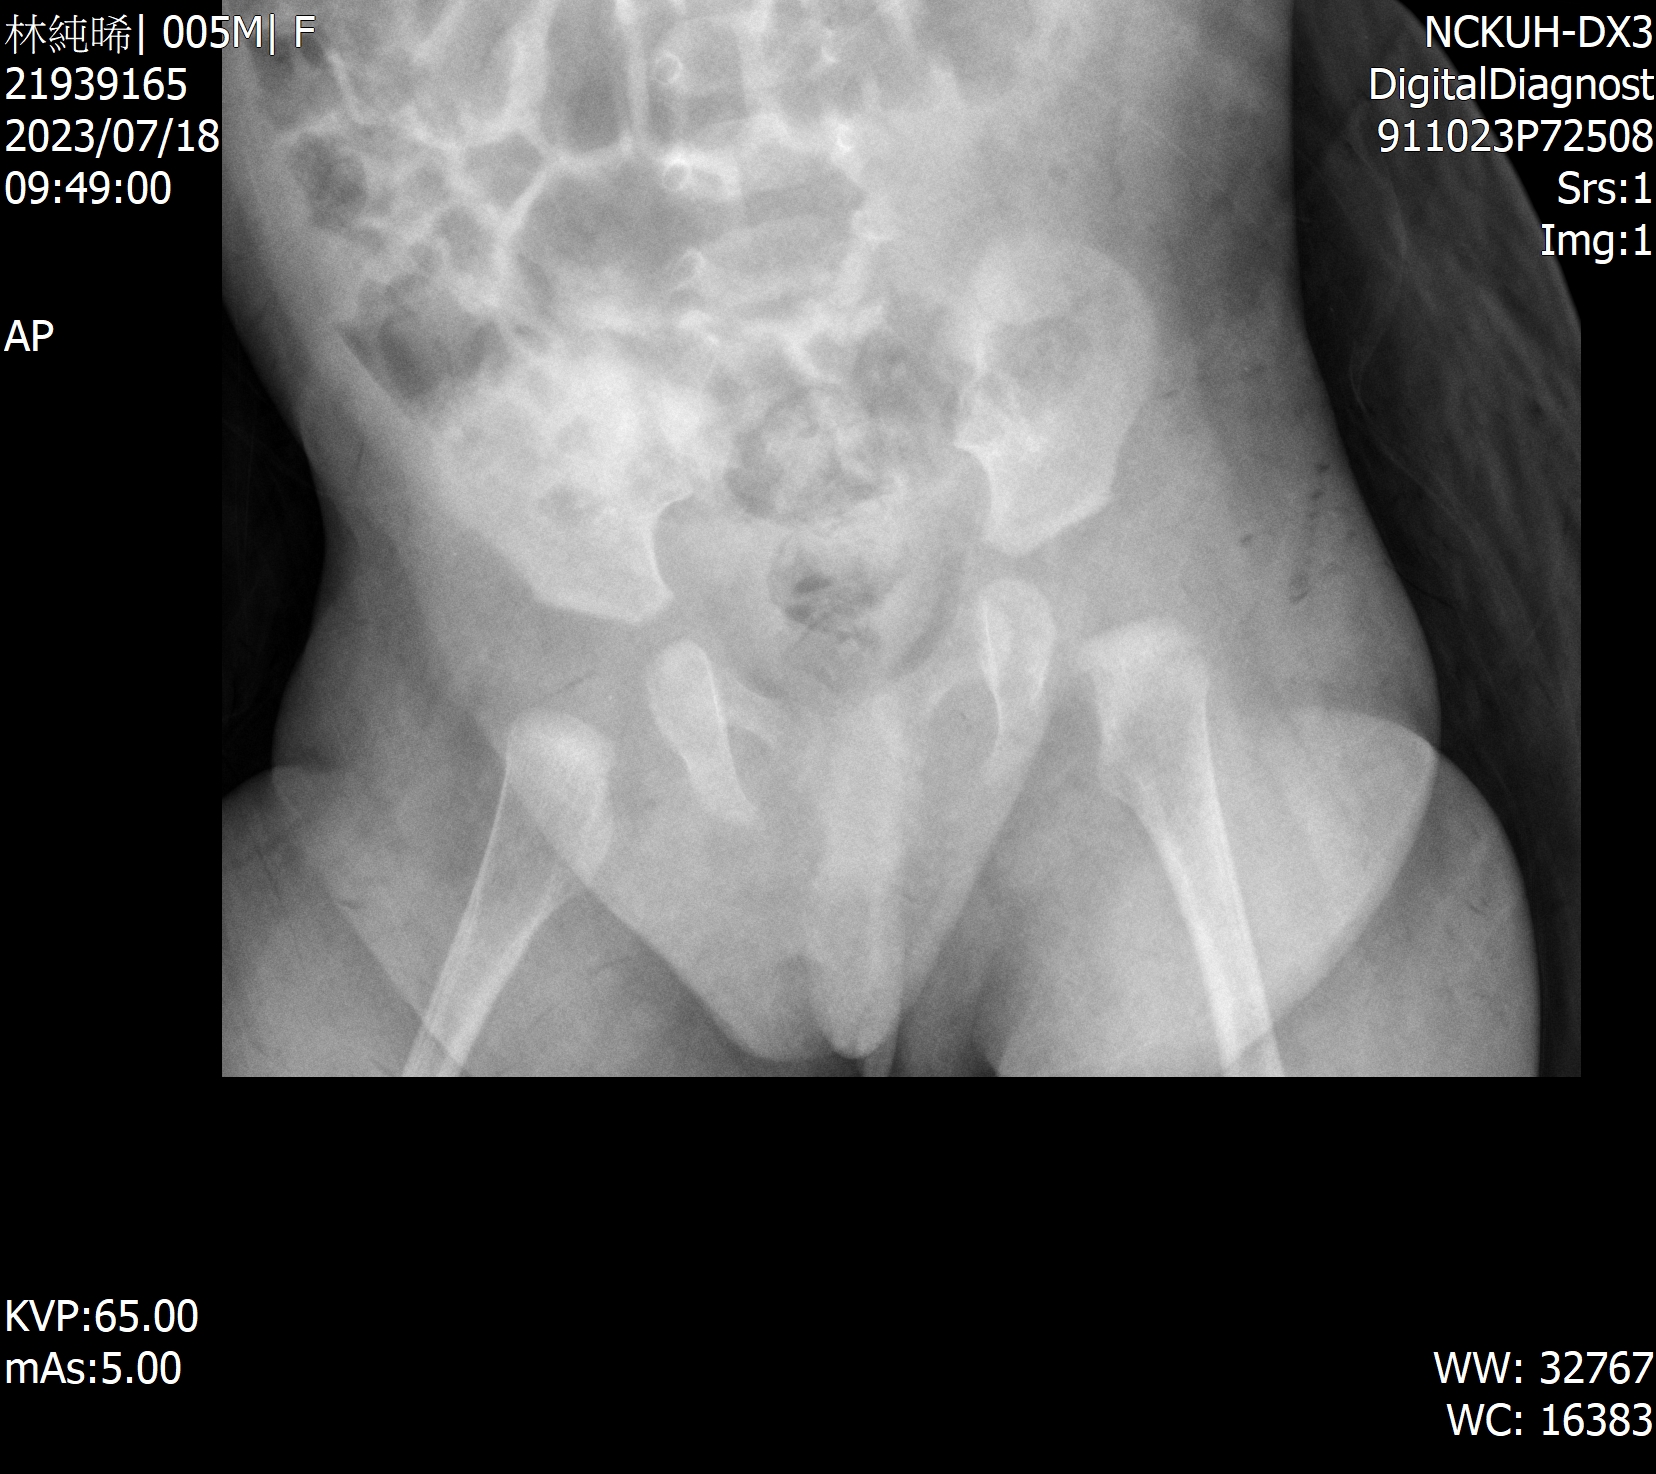 林純晞| 005M| F
21939165
2023/07/18
09:49:00
AP
NCKUH-DX3
DigitalDiagnost
911023P72508
Srs:1
Img:1
KVP:65.00
mAs:5.00
WW: 32767
WC: 16383